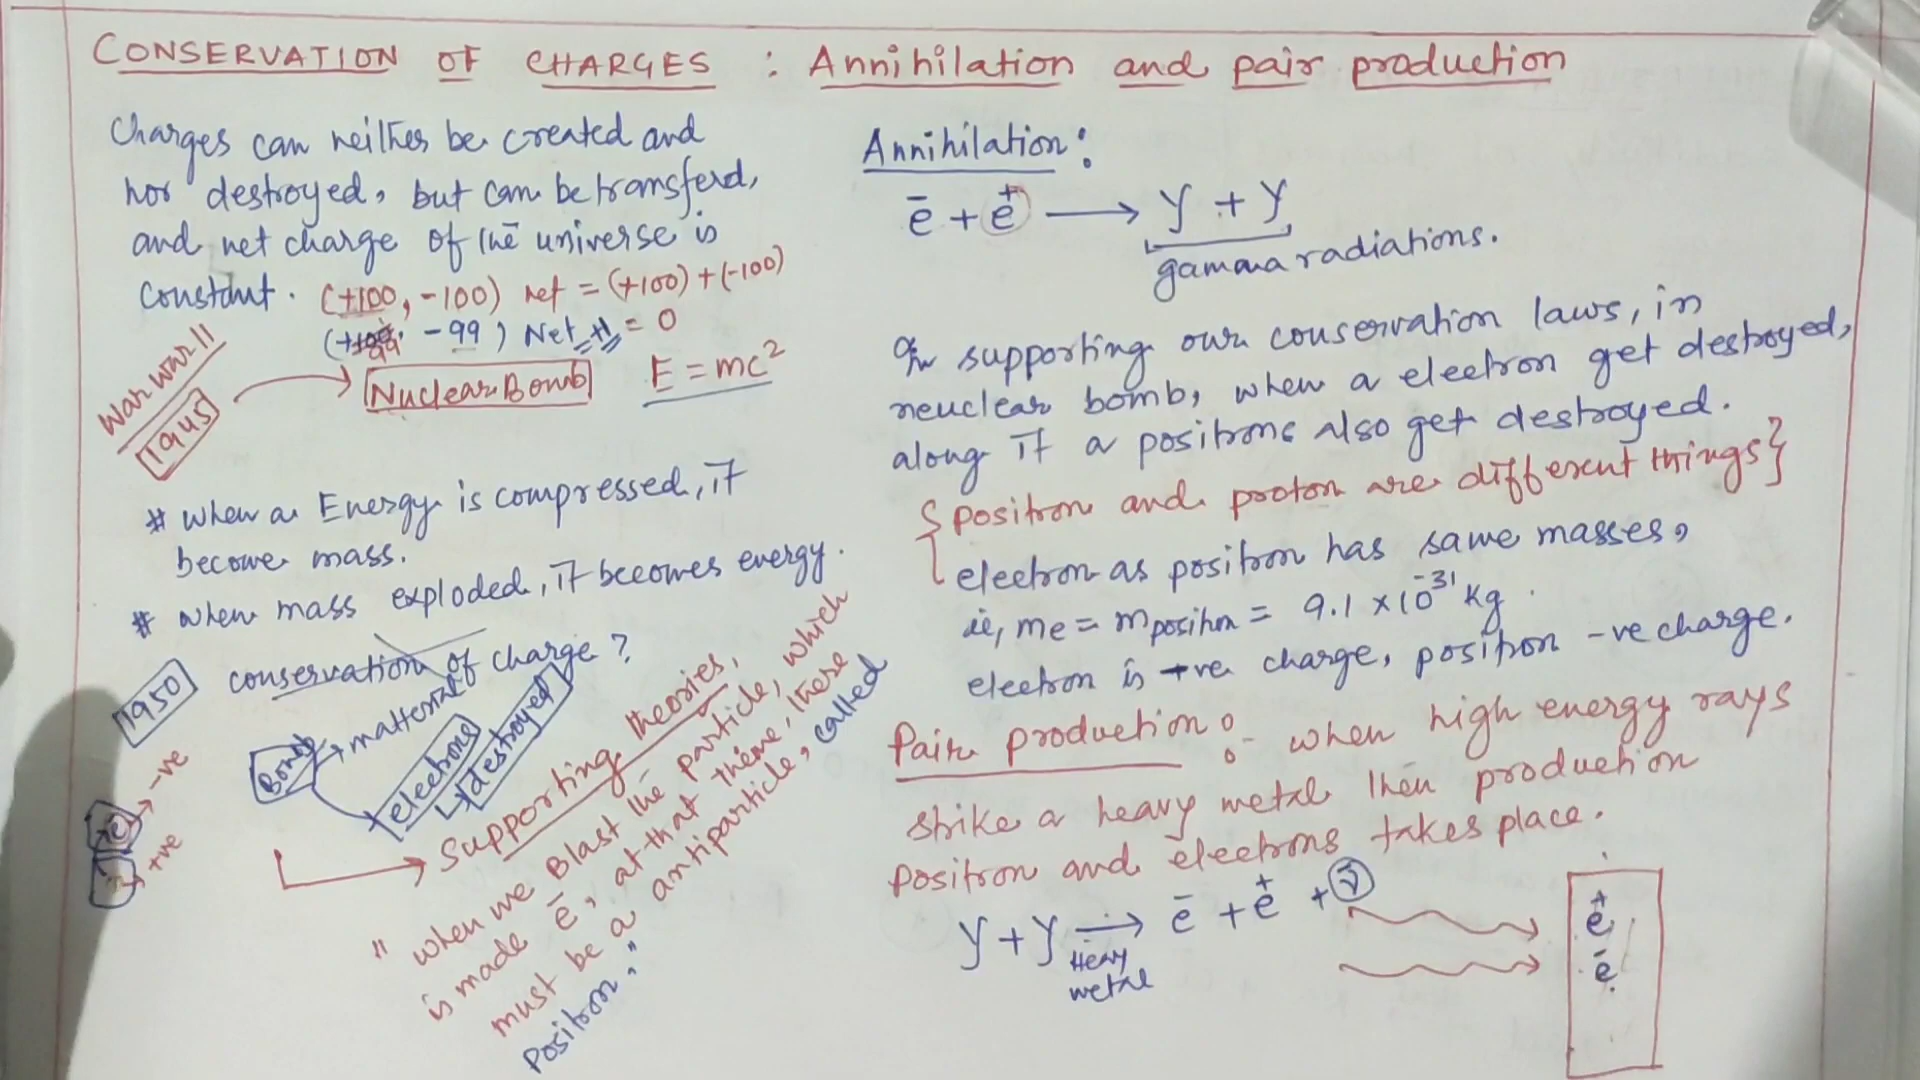 CONSERVATION OF CHARGES : Annihilation and pair production
Charges can neither be created and
nor destroyed, but can be transferd,
and net charge of the universe is
constant. (+100, -100) net = (+100) + (-100)
-99) Net +1 = 0
War war II
1945
Nuclear Bomb
E = mc²
# when a Energy is compressed, it
become mass.
# when mass exploded, it becomes energy.
1950
conservation of charge ?
Bomb + matterial
electrons
destroyed
-ve
+ve
Supporting theories,
" when we Blast the particle, which
is made ē, at that theme, there
must be a antiparticle, called
Positron."
Annihilation:
e⁻ + e⁺ → γ + γ
gamma radiations.
In supporting our conservation laws, in
neuclear bomb, when a electron get destroyed,
along it a positrons also get destroyed.
{ positron and proton are different things }
electron as positron has same masses,
ie, me = mpositron = 9.1 × 10⁻³¹ kg.
electron is +ve charge, positron -ve charge.
Pair production :- when high energy rays
strike a heavy metal then production
positron and electrons takes place.
γ + γ → e⁻ + e⁺ + ν̄
Heavy
metal
e⁺
e⁻